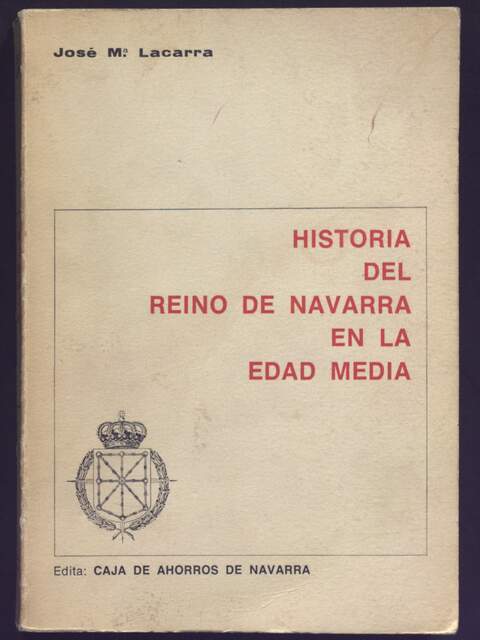 José Mª Lacarra
HISTORIA
DEL
REINO DE NAVARRA
EN LA
EDAD MEDIA
Edita: CAJA DE AHORROS DE NAVARRA